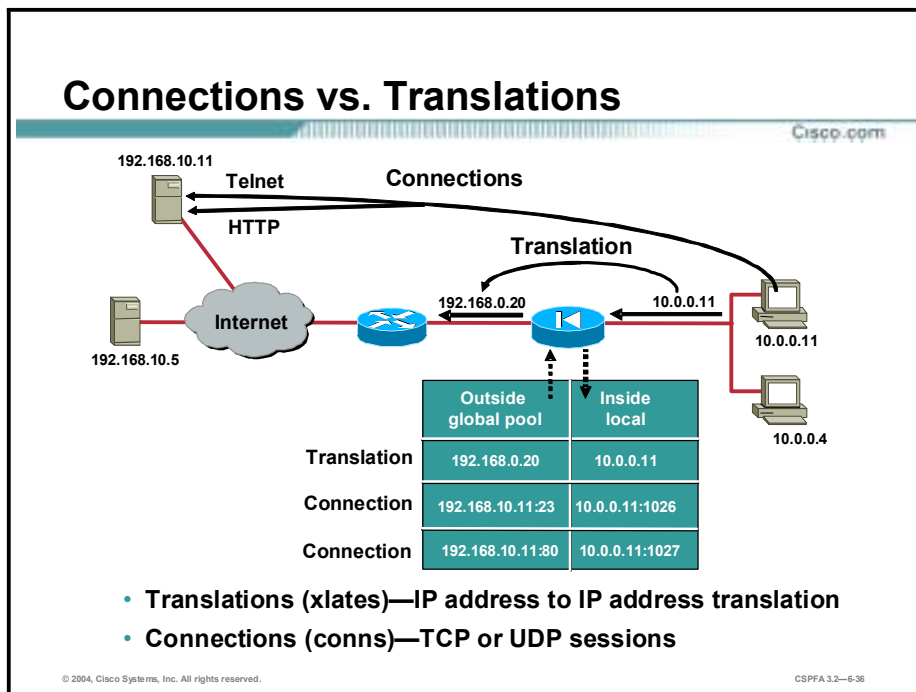 Connections vs. Translations
Cisco.com
192.168.10.11
Telnet
Connections
HTTP
Translation
192.168.0.20
10.0.0.11
Internet
192.168.10.5
10.0.0.11
10.0.0.4
Outside global pool
Inside local
Translation
192.168.0.20
10.0.0.11
Connection
192.168.10.11:23
10.0.0.11:1026
Connection
192.168.10.11:80
10.0.0.11:1027
• Translations (xlates)—IP address to IP address translation
• Connections (conns)—TCP or UDP sessions
© 2004, Cisco Systems, Inc. All rights reserved.
CSPFA 3.2—6-36